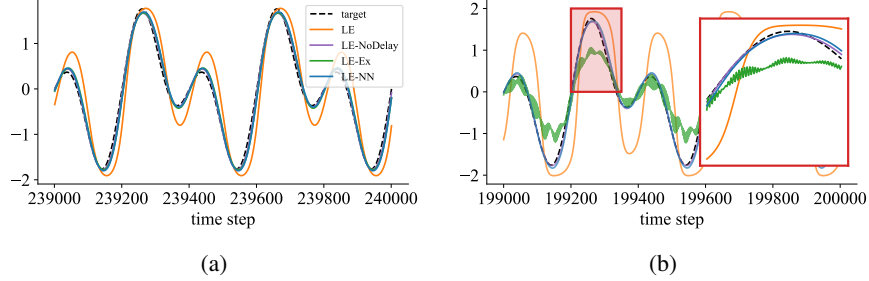 1
0
−1
−2
239000
239200
239400
239600
239800
240000
time step
target
LE
LE-NoDelay
LE-Ex
LE-NN
(a)
2
1
0
−1
−2
199000
199200
199400
199600
199800
200000
time step
(b)